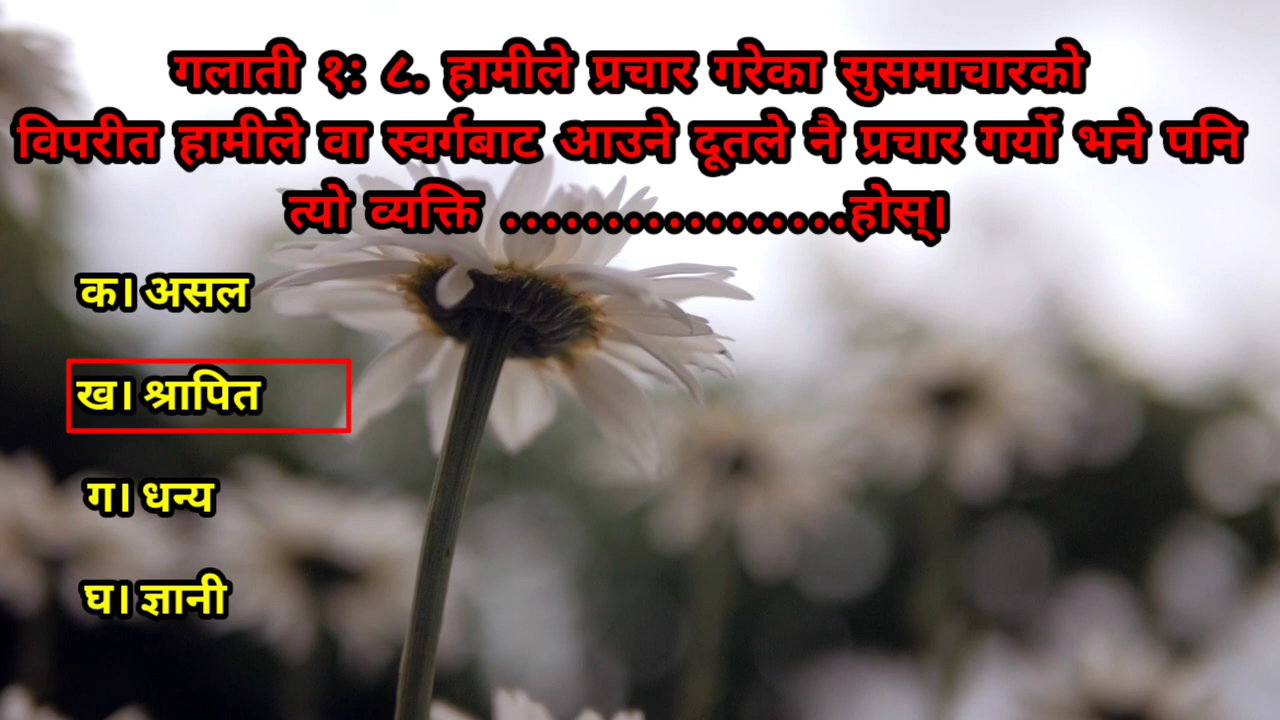 गलाती १: ८. हामीले प्रचार गरेका सुसमाचारको
विपरीत हामीले वा स्वर्गबाट आउने दूतले नै प्रचार गर्यो भने पनि
त्यो व्यक्ति .................होस्।
क। असल
ख। श्रापित
ग। धन्य
घ। ज्ञानी